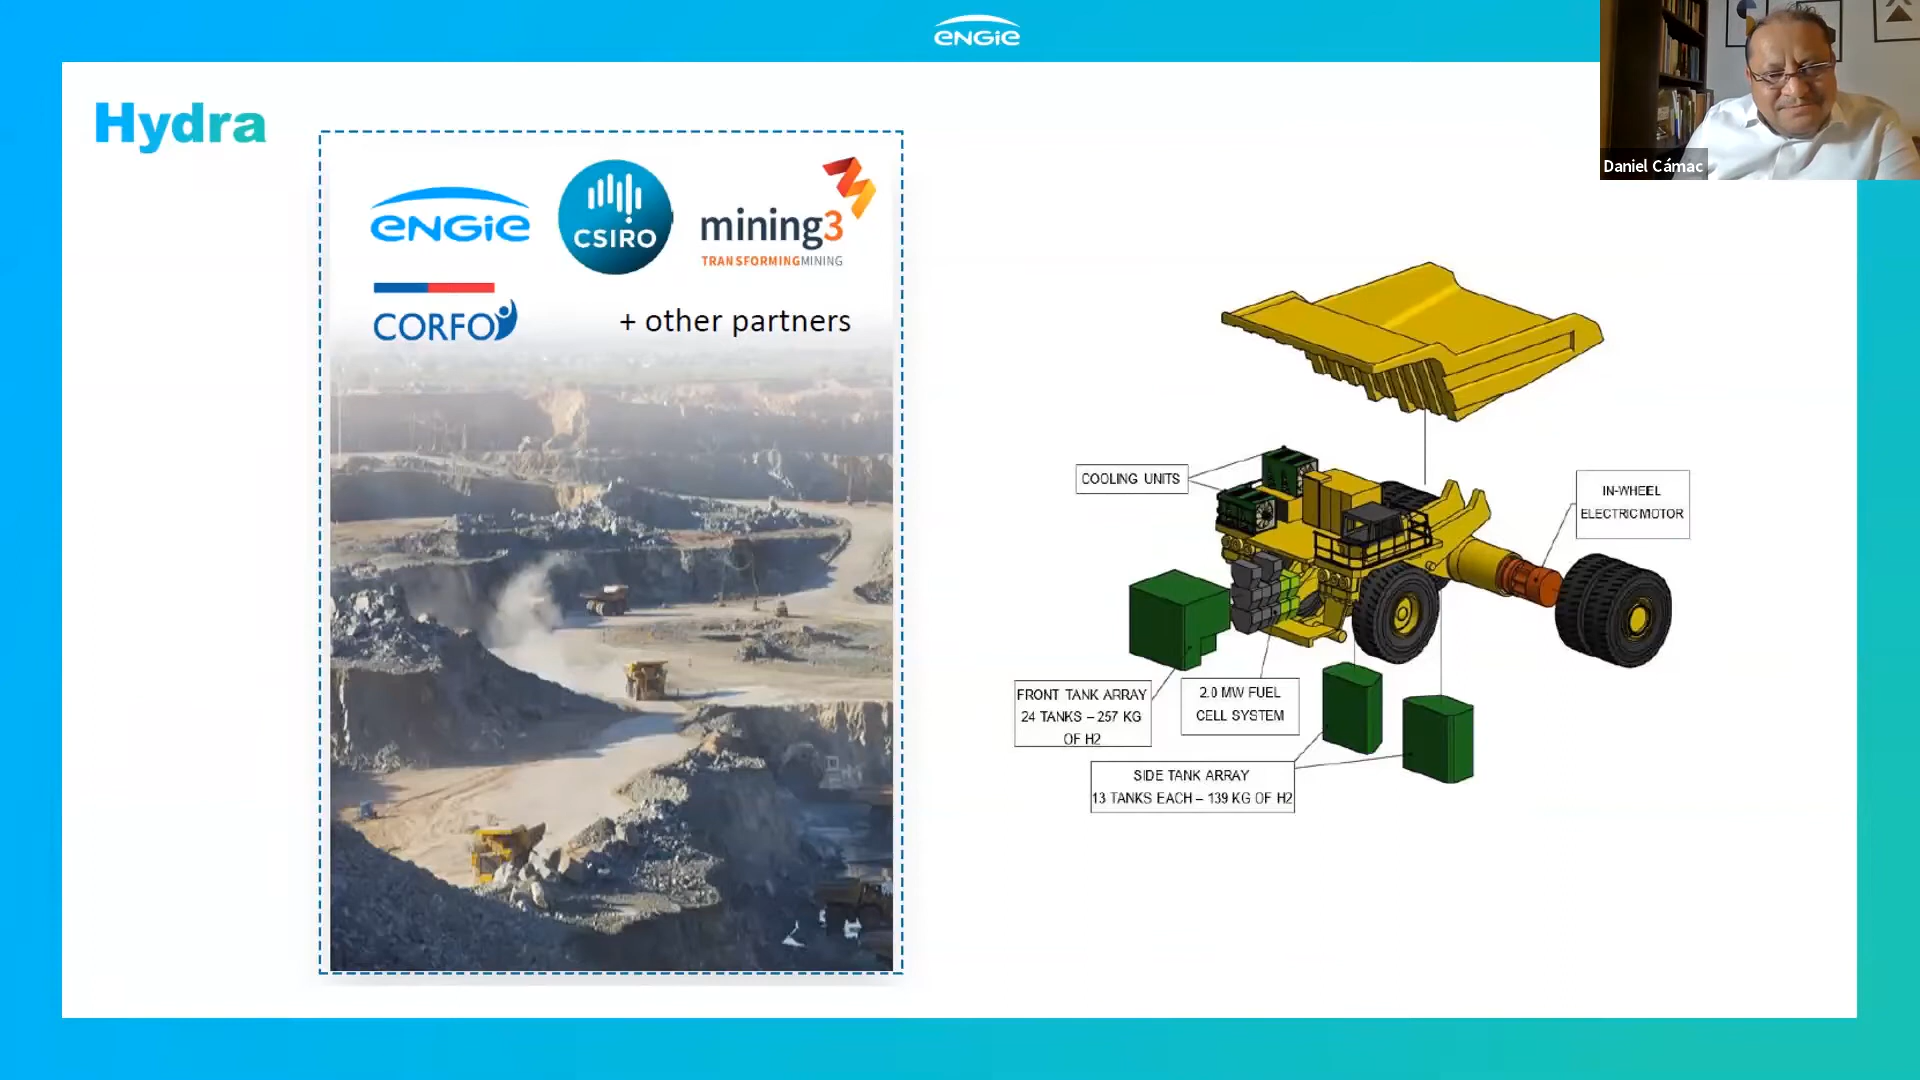 ENGIE
Daniel Cámac
Hydra
ENGIE
CSIRO
mining3
TRANSFORMINGMINING
CORFO
+ other partners
COOLING UNITS
IN-WHEEL
ELECTRIC MOTOR
FRONT TANK ARRAY
24 TANKS – 257 KG
OF H2
2.0 MW FUEL
CELL SYSTEM
SIDE TANK ARRAY
13 TANKS EACH – 139 KG OF H2